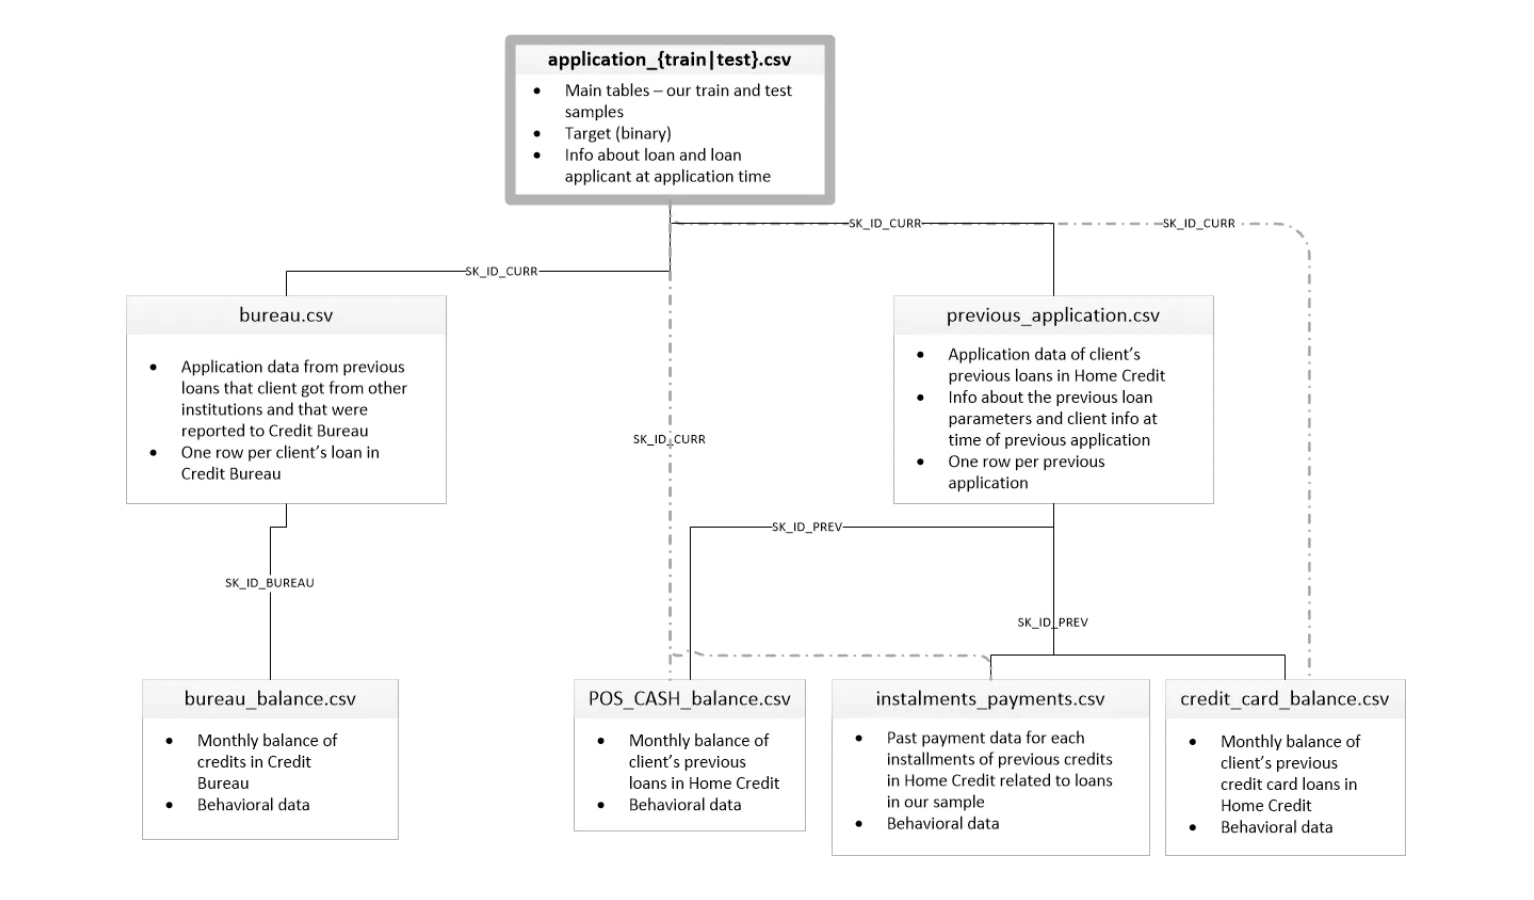 application_{train|test}.csv
• Main tables – our train and test
samples
• Target (binary)
• Info about loan and loan
applicant at application time
SK_ID_CURR
SK_ID_CURR
SK_ID_CURR
bureau.csv
• Application data from previous
loans that client got from other
institutions and that were
reported to Credit Bureau
• One row per client's loan in
Credit Bureau
previous_application.csv
• Application data of client's
previous loans in Home Credit
• Info about the previous loan
parameters and client info at
time of previous application
• One row per previous
application
SK_ID_CURR
SK_ID_PREV
SK_ID_BUREAU
SK_ID_PREV
bureau_balance.csv
• Monthly balance of
credits in Credit
Bureau
• Behavioral data
POS_CASH_balance.csv
• Monthly balance of
client's previous
loans in Home Credit
• Behavioral data
instalments_payments.csv
• Past payment data for each
installments of previous credits
in Home Credit related to loans
in our sample
• Behavioral data
credit_card_balance.csv
• Monthly balance of
client's previous
credit card loans in
Home Credit
• Behavioral data